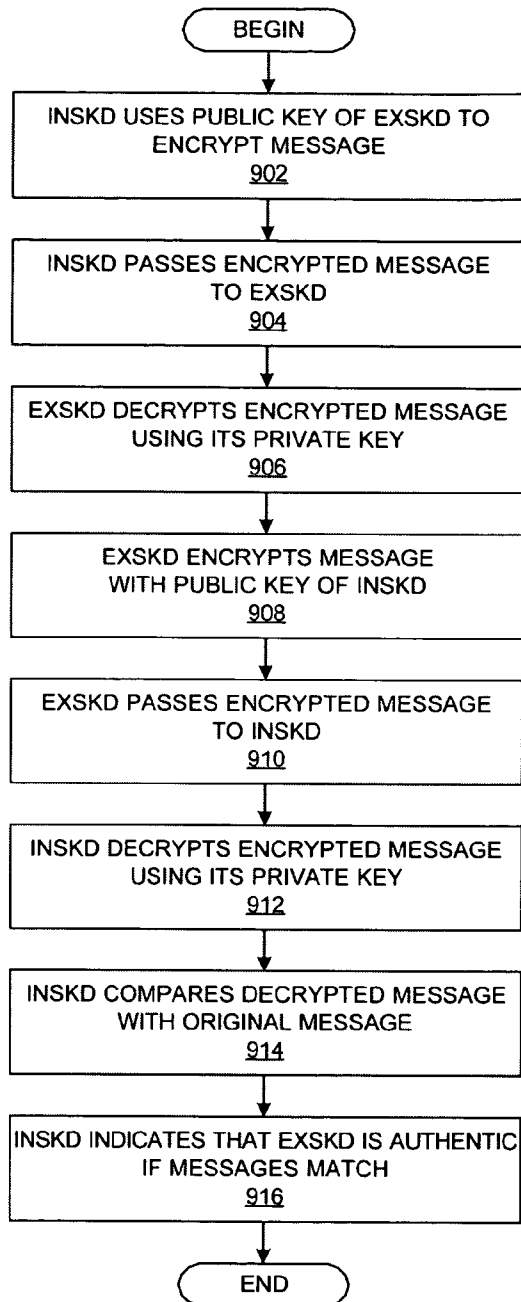 BEGIN
INSKD USES PUBLIC KEY OF EXSKD TO
ENCRYPT MESSAGE
902
INSKD PASSES ENCRYPTED MESSAGE
TO EXSKD
904
EXSKD DECRYPTS ENCRYPTED MESSAGE
USING ITS PRIVATE KEY
906
EXSKD ENCRYPTS MESSAGE
WITH PUBLIC KEY OF INSKD
908
EXSKD PASSES ENCRYPTED MESSAGE
TO INSKD
910
INSKD DECRYPTS ENCRYPTED MESSAGE
USING ITS PRIVATE KEY
912
INSKD COMPARES DECRYPTED MESSAGE
WITH ORIGINAL MESSAGE
914
INSKD INDICATES THAT EXSKD IS AUTHENTIC
IF MESSAGES MATCH
916
END